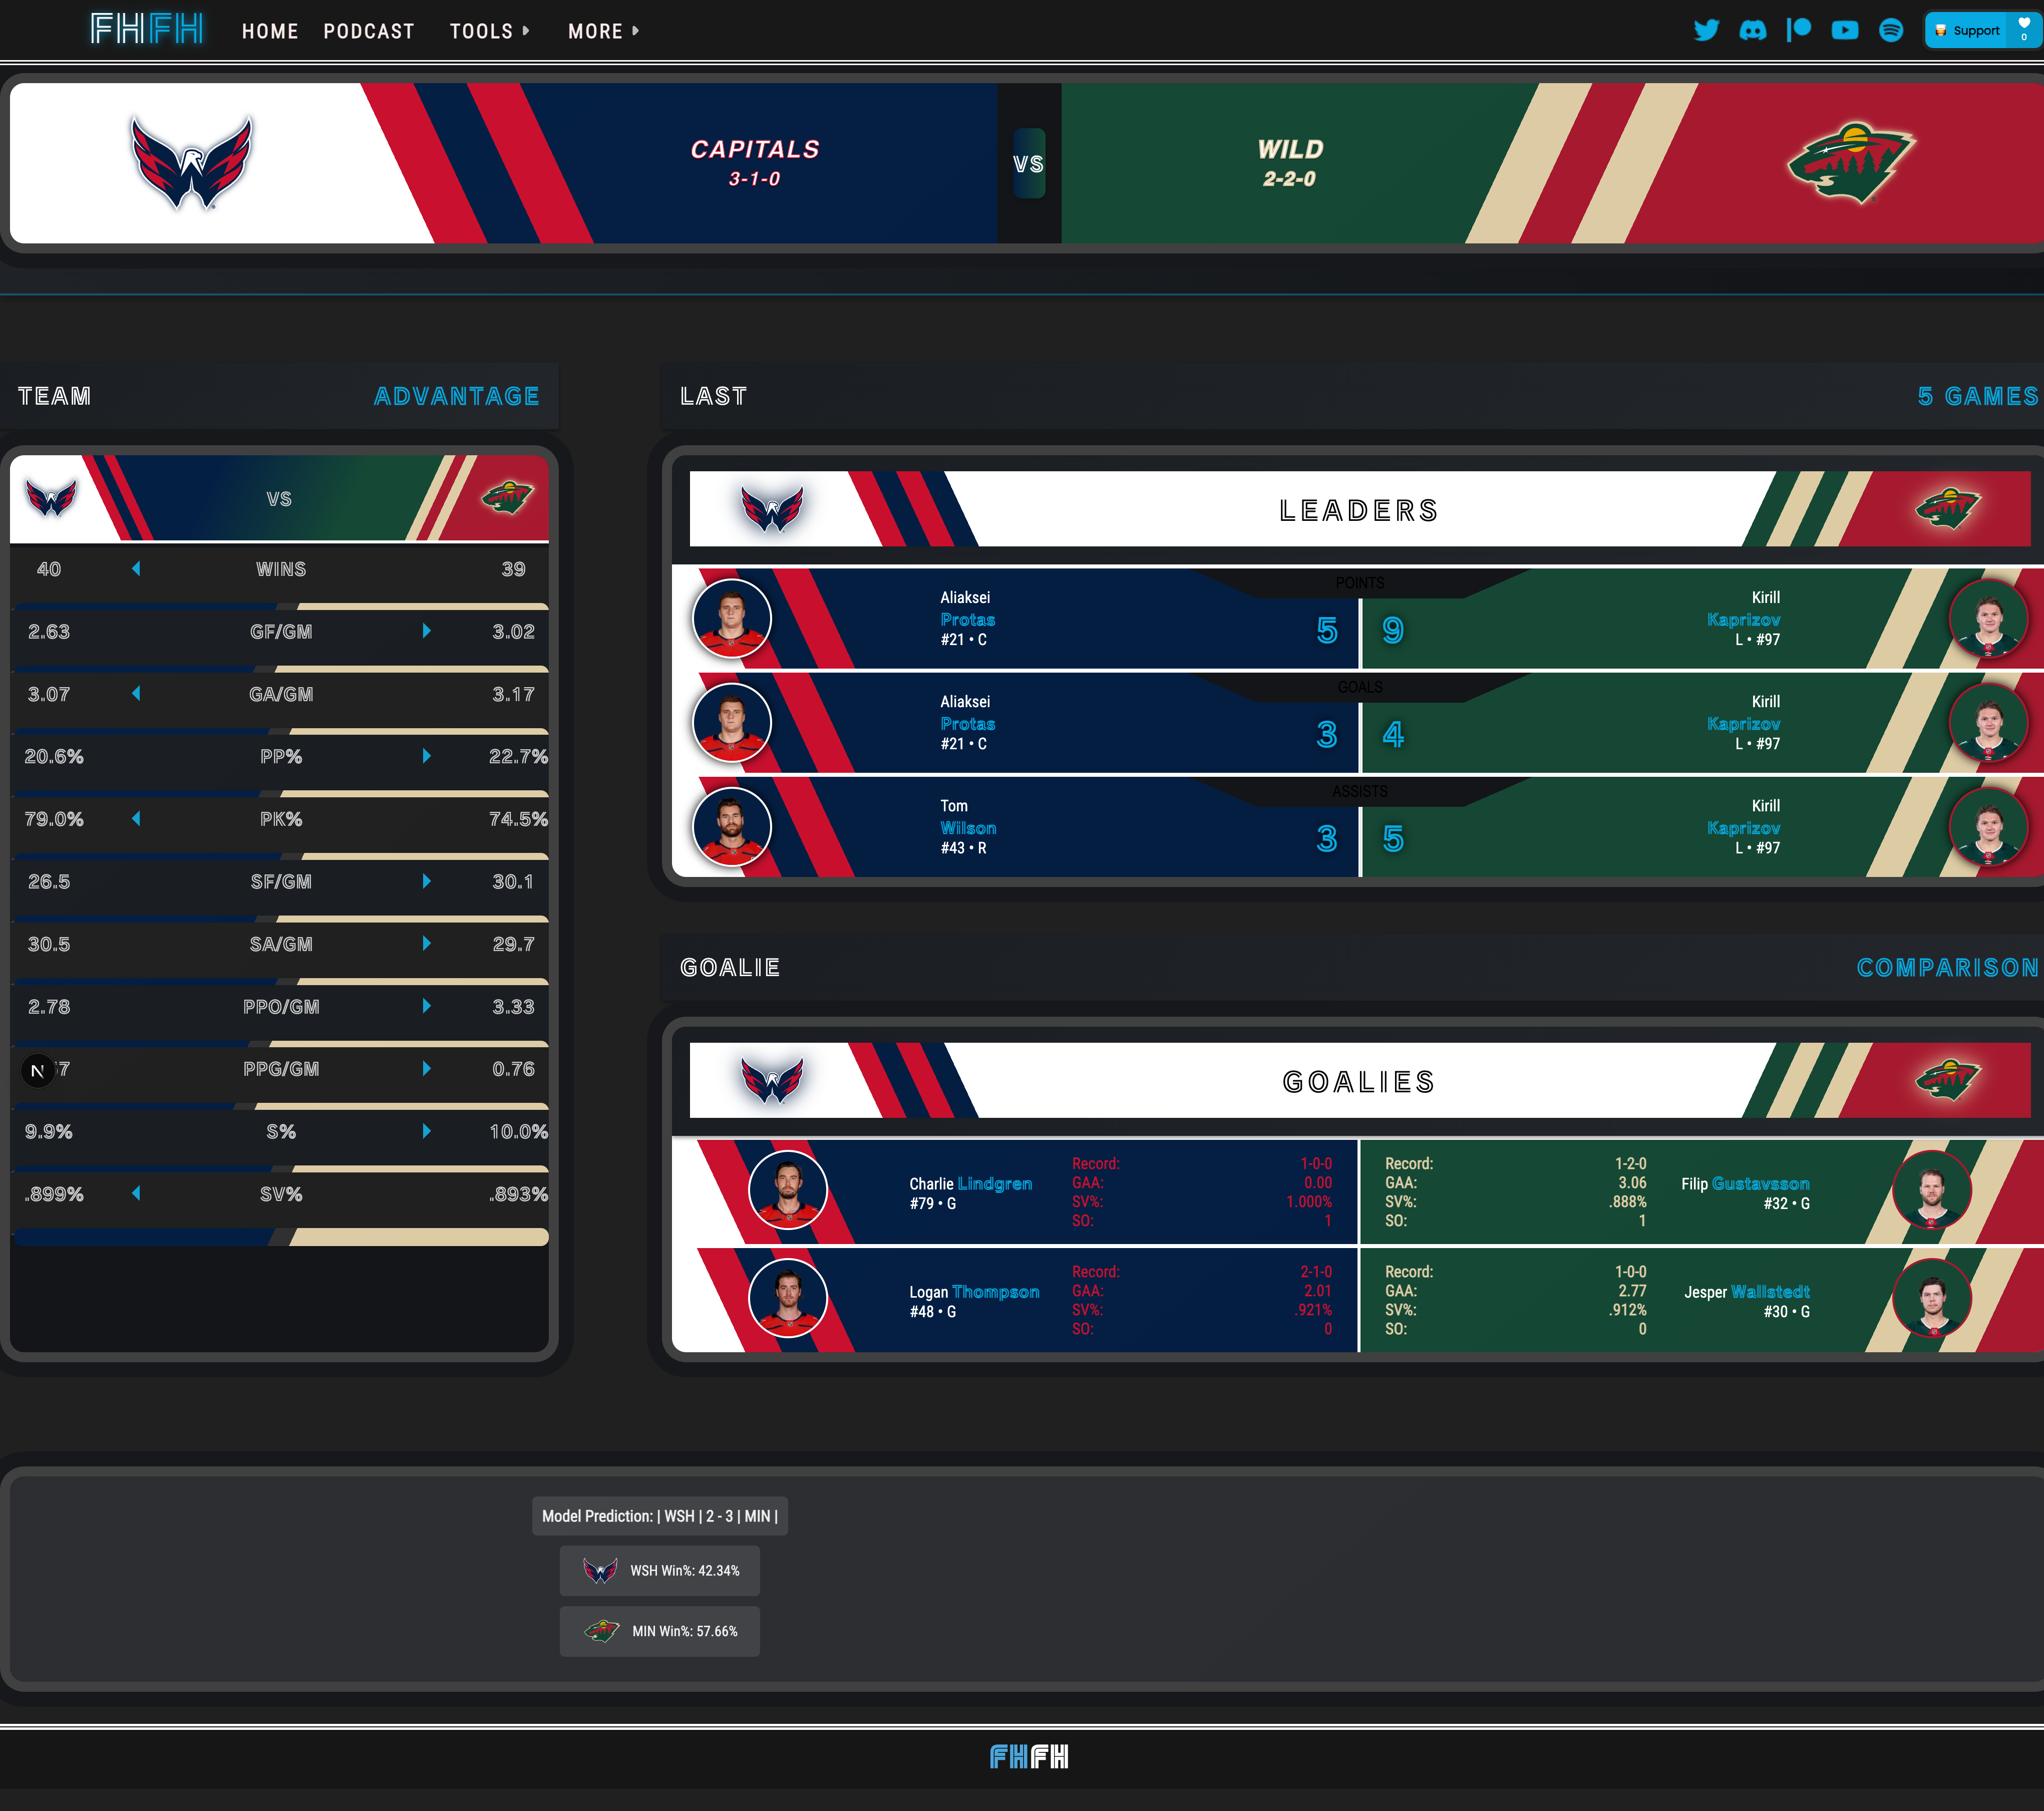 FHFH HOME PODCAST TOOLS MORE Support 0
CAPITALS
3-1-0
VS
WILD
2-2-0
TEAM ADVANTAGE
VS
40 WINS 39
2.63 GF/GM 3.02
3.07 GA/GM 3.17
20.6% PP% 22.7%
79.0% PK% 74.5%
26.5 SF/GM 30.1
30.5 SA/GM 29.7
2.78 PPO/GM 3.33
N 7 PPG/GM 0.76
9.9% S% 10.0%
.899% SV% .893%
LAST 5 GAMES
LEADERS
POINTS
Aliaksei
Protas
#21 • C
5 9
Kirill
Kaprizov
L • #97
GOALS
Aliaksei
Protas
#21 • C
3 4
Kirill
Kaprizov
L • #97
ASSISTS
Tom
Wilson
#43 • R
3 5
Kirill
Kaprizov
L • #97
GOALIE COMPARISON
GOALIES
Charlie Lindgren
#79 • G
Record: 1-0-0
GAA: 0.00
SV%: 1.000%
SO: 1
Record: 1-2-0
GAA: 3.06
SV%: .888%
SO: 1
Filip Gustavsson
#32 • G
Logan Thompson
#48 • G
Record: 2-1-0
GAA: 2.01
SV%: .921%
SO: 0
Record: 1-0-0
GAA: 2.77
SV%: .912%
SO: 0
Jesper Wallstedt
#30 • G
Model Prediction: | WSH | 2 - 3 | MIN |
WSH Win%: 42.34%
MIN Win%: 57.66%
FHFH